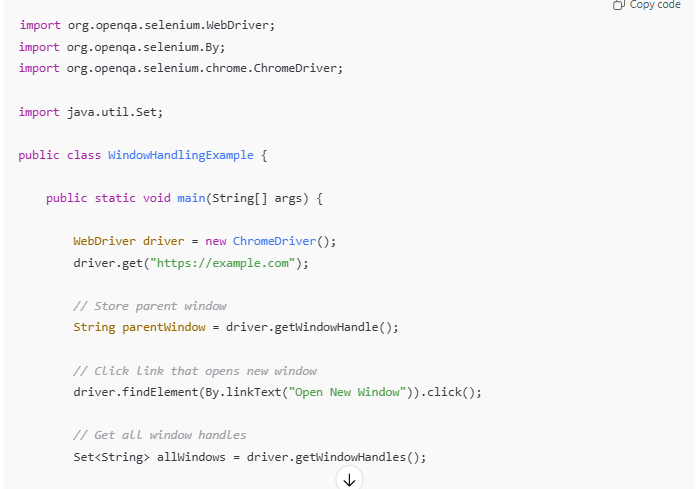 Copy code
import org.openqa.selenium.WebDriver;
import org.openqa.selenium.By;
import org.openqa.selenium.chrome.ChromeDriver;
import java.util.Set;
public class WindowHandlingExample {
public static void main(String[] args) {
WebDriver driver = new ChromeDriver();
driver.get("https://example.com");
// Store parent window
String parentWindow = driver.getWindowHandle();
// Click link that opens new window
driver.findElement(By.linkText("Open New Window")).click();
// Get all window handles
Set<String> allWindows = driver.getWindowHandles();